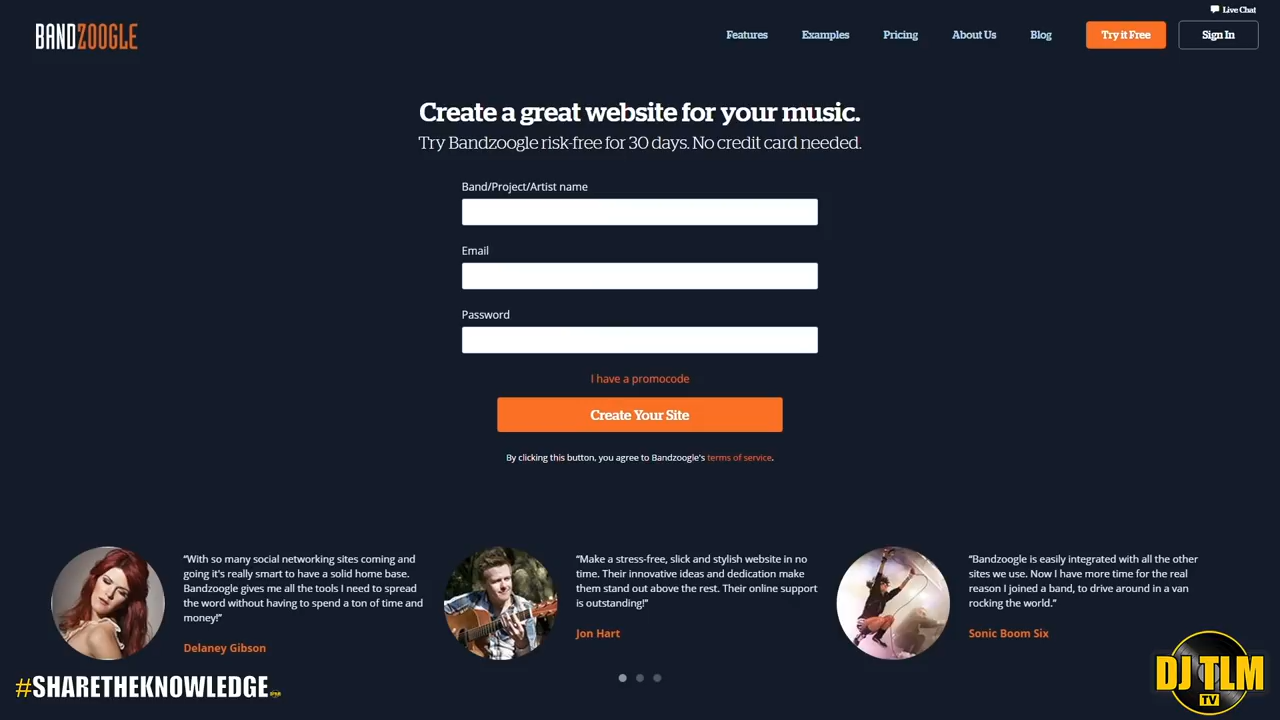 Live Chat
BANDZOOGLE
Features
Examples
Pricing
About Us
Blog
Try it Free
Sign In
Create a great website for your music.
Try Bandzoogle risk-free for 30 days. No credit card needed.
Band/Project/Artist name
Email
Password
I have a promocode
Create Your Site
By clicking this button, you agree to Bandzoogle's terms of service.
“With so many social networking sites coming and
going it's really smart to have a solid home base.
Bandzoogle gives me all the tools I need to spread
the word without having to spend a ton of time and
money!”
Delaney Gibson
“Make a stress-free, slick and stylish website in no
time. Their innovative ideas and dedication make
them stand out above the rest. Their online support
is outstanding!”
Jon Hart
“Bandzoogle is easily integrated with all the other
sites we use. Now I have more time for the real
reason I joined a band, to drive around in a van
rocking the world.”
Sonic Boom Six
#SHARETHEKNOWLEDGE
DJ TLM
TV